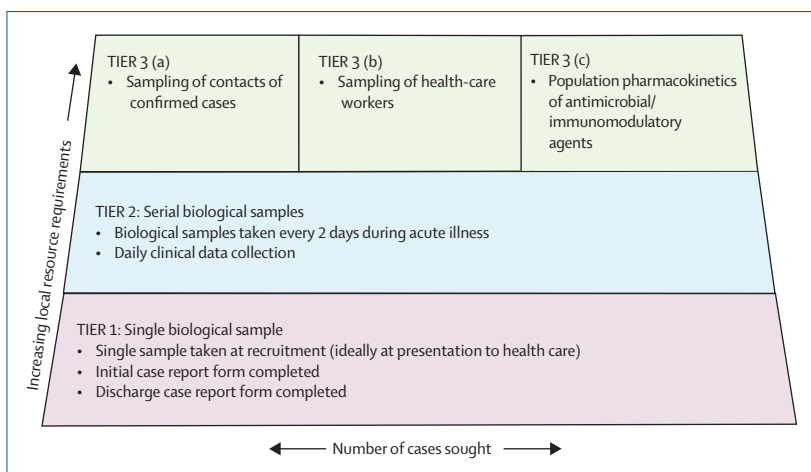 TIER 3 (a)
• Sampling of contacts of
confirmed cases
TIER 3 (b)
• Sampling of health-care
workers
TIER 3 (c)
• Population pharmacokinetics
of antimicrobial/
immunomodulatory
agents
Increasing local resource requirements
TIER 2: Serial biological samples
• Biological samples taken every 2 days during acute illness
• Daily clinical data collection
TIER 1: Single biological sample
• Single sample taken at recruitment (ideally at presentation to health care)
• Initial case report form completed
• Discharge case report form completed
Number of cases sought